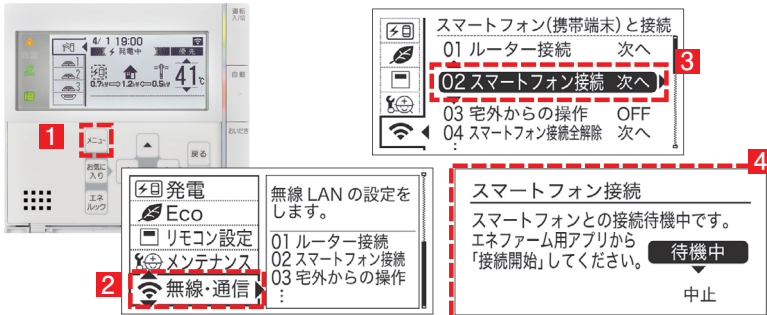 運転
入/切
4/ 1 19:00
発電中
優先
1
2
3
41℃
0.7kW
1.2kW
0.5kW
自動
おいだき
1
メニュー
戻る
お気に
入り
エネ
ルック
発電
Eco
リモコン設定
メンテナンス
2
無線・通信
無線 LAN の設定を
します。
01 ルーター接続
02 スマートフォン接続
03 宅外からの操作
⋮
スマートフォン(携帯端末)と接続
01 ルーター接続 次へ
3
02 スマートフォン接続 次へ
03 宅外からの操作 OFF
04 スマートフォン接続全解除 次へ
⋮
4
スマートフォン接続
スマートフォンとの接続待機中です。
エネファーム用アプリから
「接続開始」してください。
待機中
中止